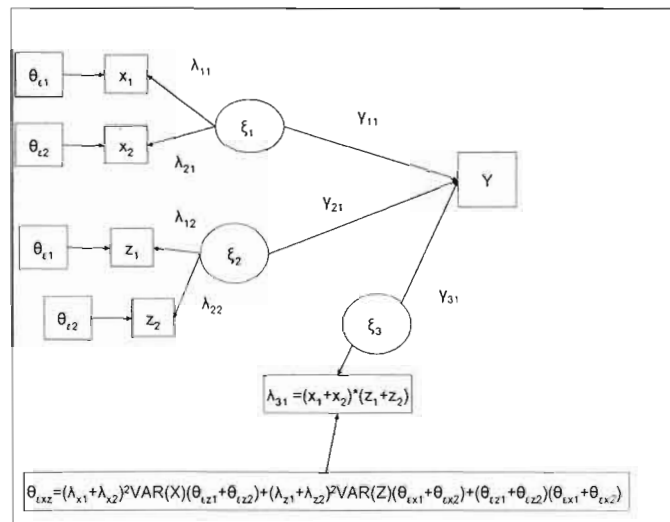 θε1
x1
λ11
ξ1
γ11
θε2
x2
λ21
Y
γ21
λ12
θε1
z1
ξ2
λ22
θε2
z2
γ31
ξ3
λ31 =(x1+x2)*(z1+z2)
θεxz=(λx1+λx2)²VAR(X)(θεz1+θεz2)+(λz1+λz2)²VAR(Z)(θεx1+θεx2)+(θεz1+θεz2)(θεx1+θεx2)